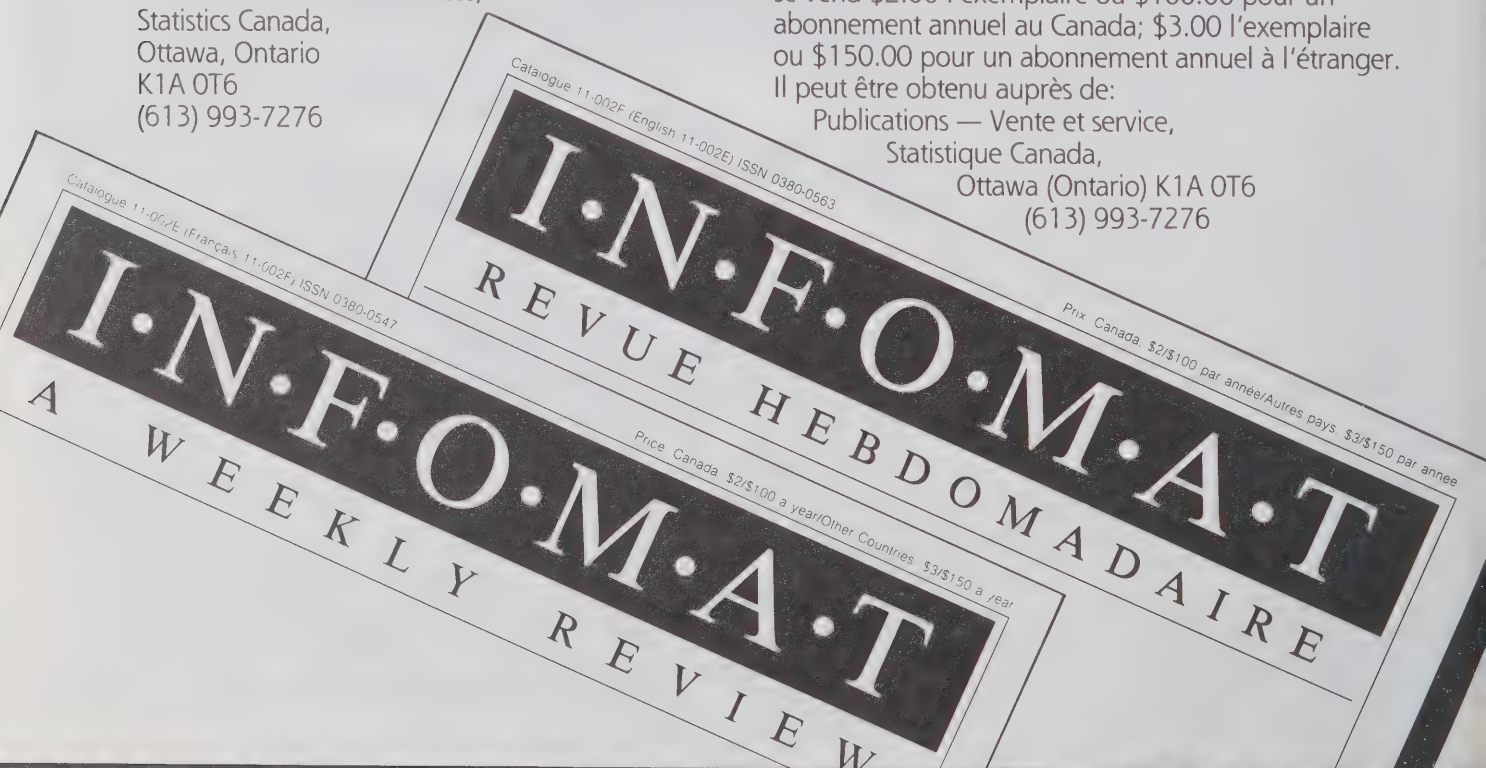 Statistics Canada,
Ottawa, Ontario
K1A 0T6
(613) 993-7276
abonnement annuel au Canada; $3.00 l'exemplaire
ou $150.00 pour un abonnement annuel à l'étranger.
Il peut être obtenu auprès de:
Publications — Vente et service,
Statistique Canada,
Ottawa (Ontario) K1A 0T6
(613) 993-7276
Catalogue 11-002F (English 11-002E) ISSN 0380-0563
Prix Canada, $2/$100 par année/Autres pays, $3/$150 par année
I•N•F•O•M•A•T
REVUE HEBDOMADAIRE
Catalogue 11-002E (Français 11-002F) ISSN 0380-0547
Price Canada $2/$100 a year/Other Countries $3/$150 a year
I•N•F•O•M•A•T
A WEEKLY REVIEW